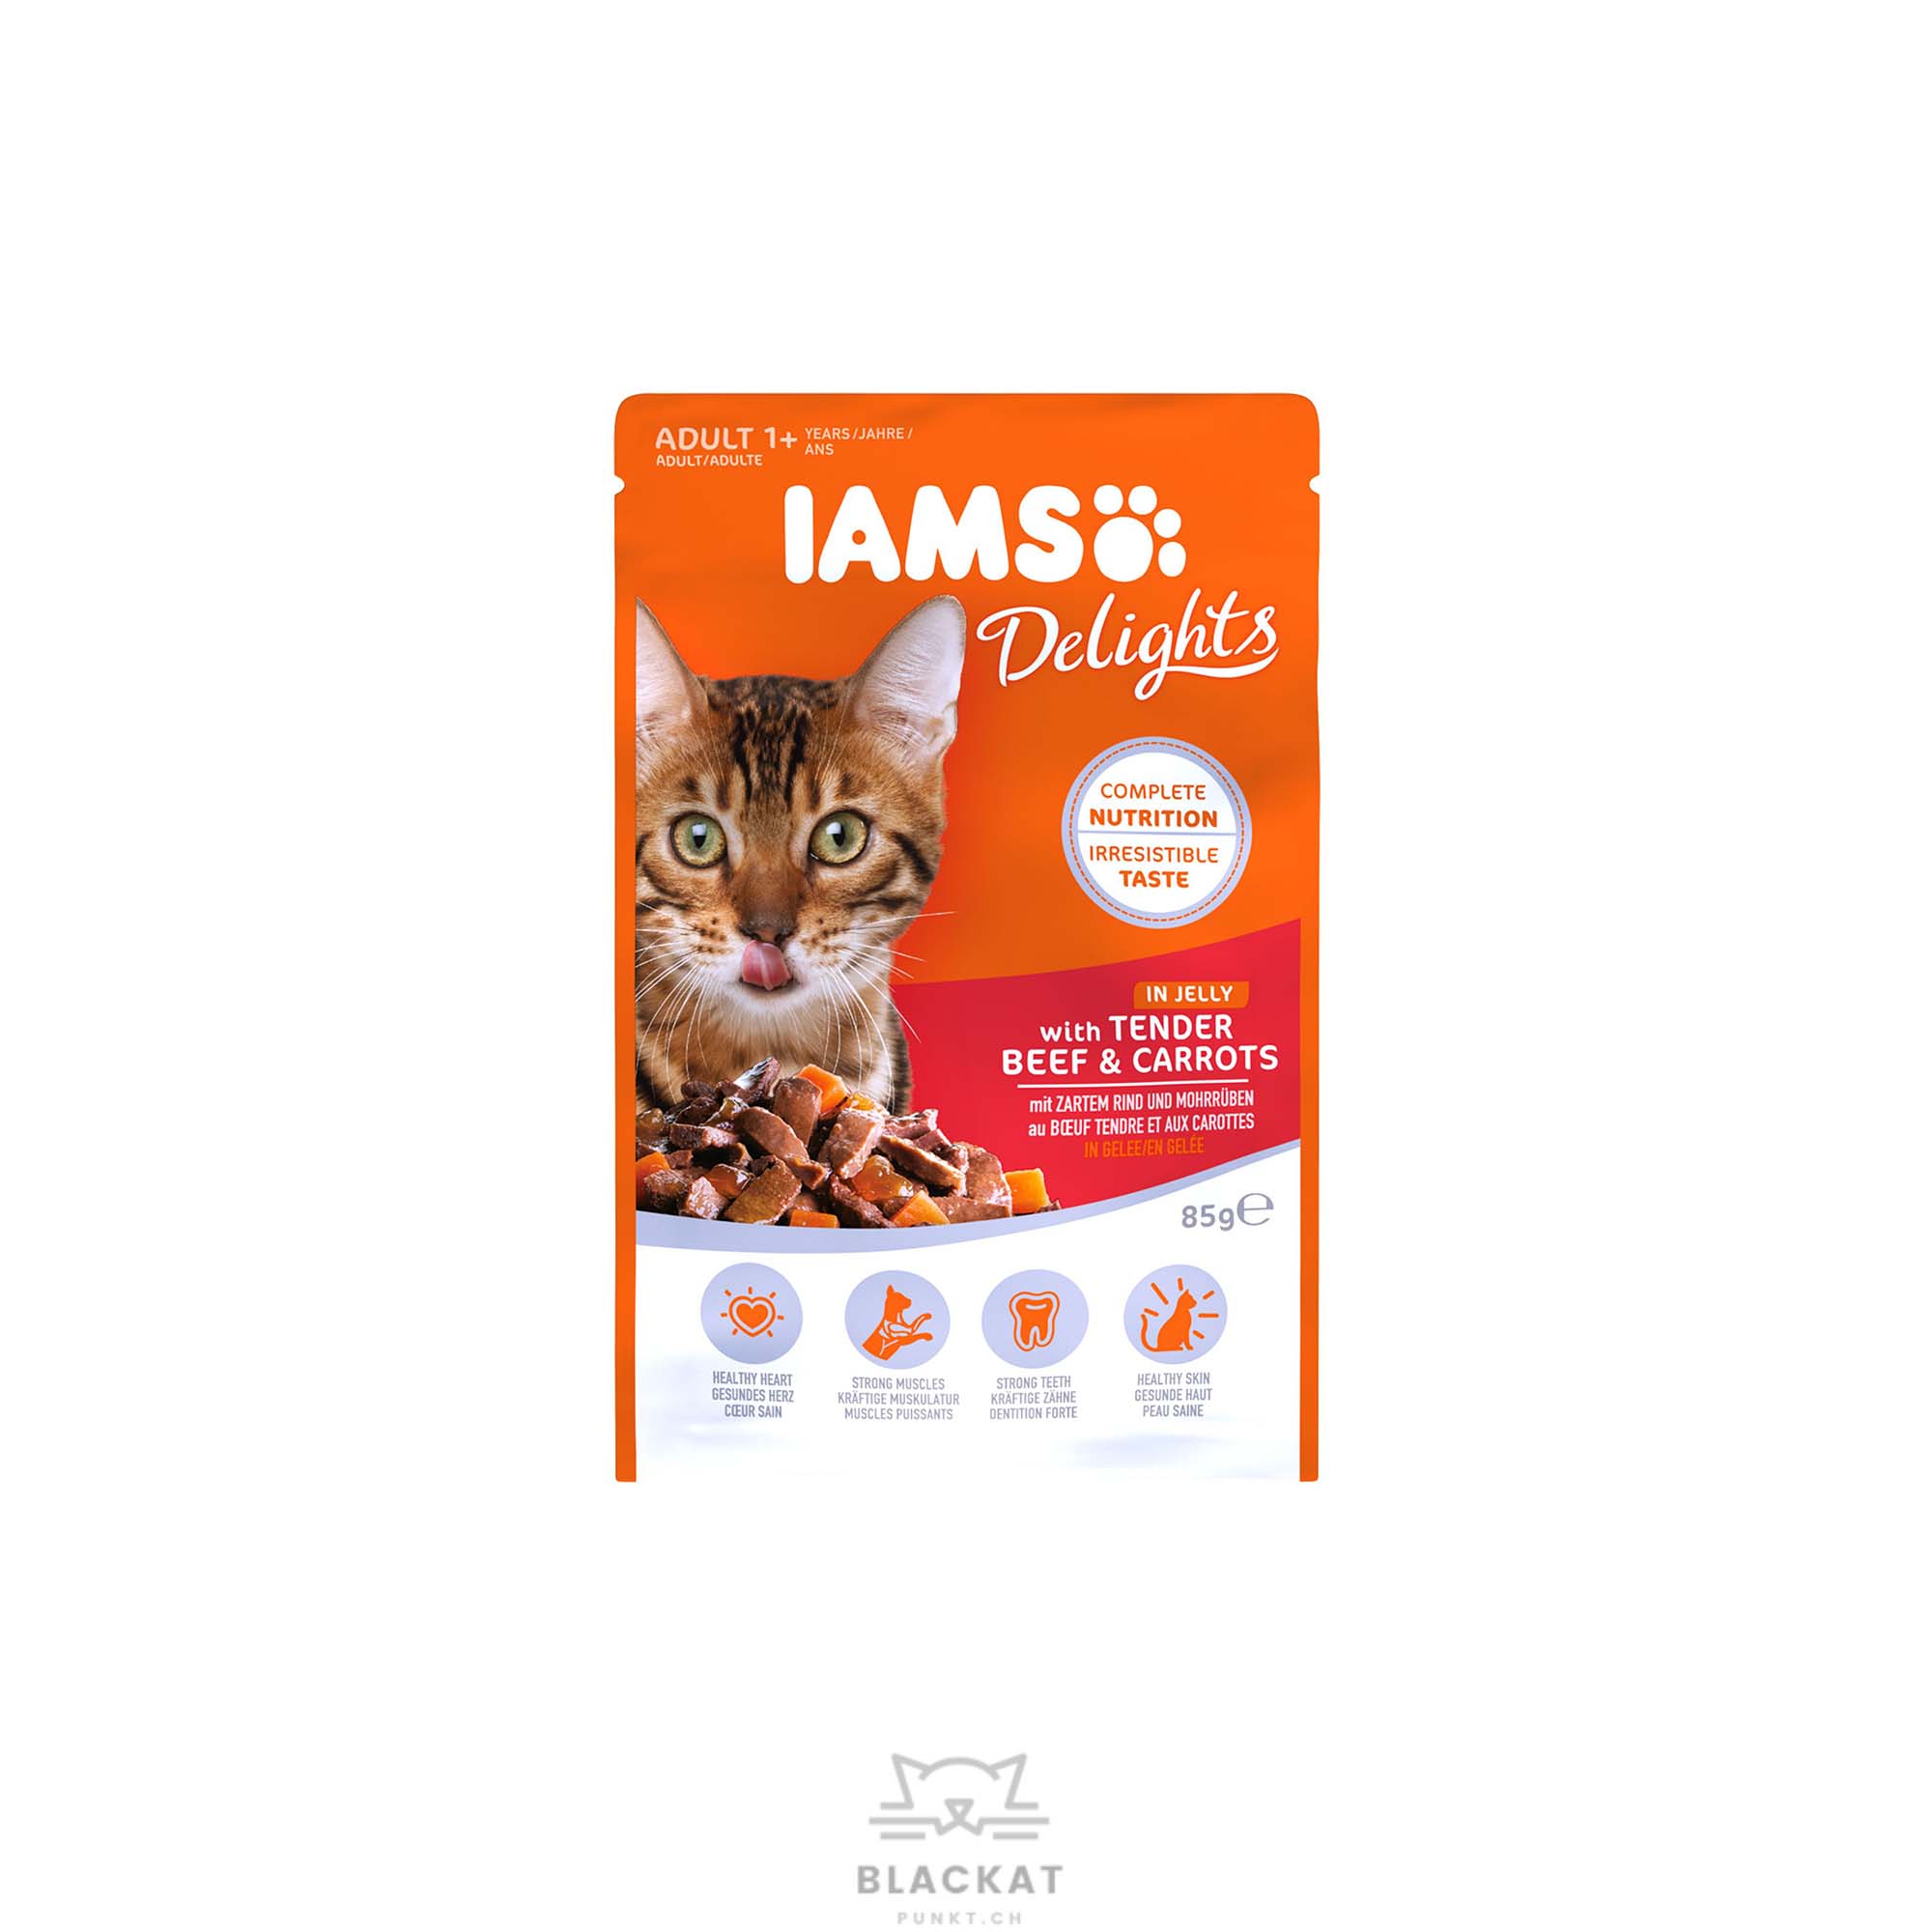 ADULT 1+ YEARS/JAHRE/
ADULT/ADULTE ANS
IAMS
Delights
COMPLETE
NUTRITION
IRRESISTIBLE
TASTE
IN JELLY
with TENDER
BEEF & CARROTS
mit ZARTEM RIND UND MOHRRÜBEN
au BŒUF TENDRE ET AUX CAROTTES
IN GELEE/EN GELÉE
85g℮
HEALTHY HEART
GESUNDES HERZ
CŒUR SAIN
STRONG MUSCLES
KRÄFTIGE MUSKULATUR
MUSCLES PUISSANTS
STRONG TEETH
KRÄFTIGE ZÄHNE
DENTITION FORTE
HEALTHY SKIN
GESUNDE HAUT
PEAU SAINE
BLACKAT
PUNKT.CH